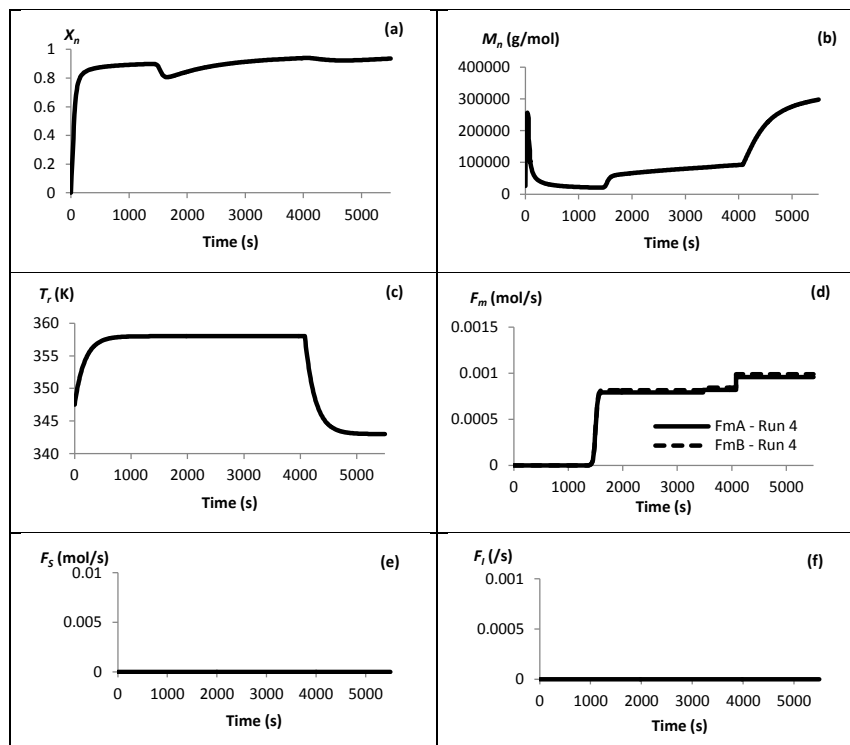 (a)
Xn
1
0.8
0.6
0.4
0.2
0
0 1000 2000 3000 4000 5000
Time (s)
(b)
Mn (g/mol)
400000
300000
200000
100000
0
0 1000 2000 3000 4000 5000
Time (s)
Tr (K)
(c)
360
355
350
345
340
0 1000 2000 3000 4000 5000
Time (s)
Fm (mol/s)
(d)
0.0015
0.001
0.0005
0
FmA - Run 4
FmB - Run 4
0 1000 2000 3000 4000 5000
Time (s)
FS (mol/s)
(e)
0.01
0.005
0
0 1000 2000 3000 4000 5000
Time (s)
FI (/s)
(f)
0.001
0.0005
0
0 1000 2000 3000 4000 5000
Time (s)